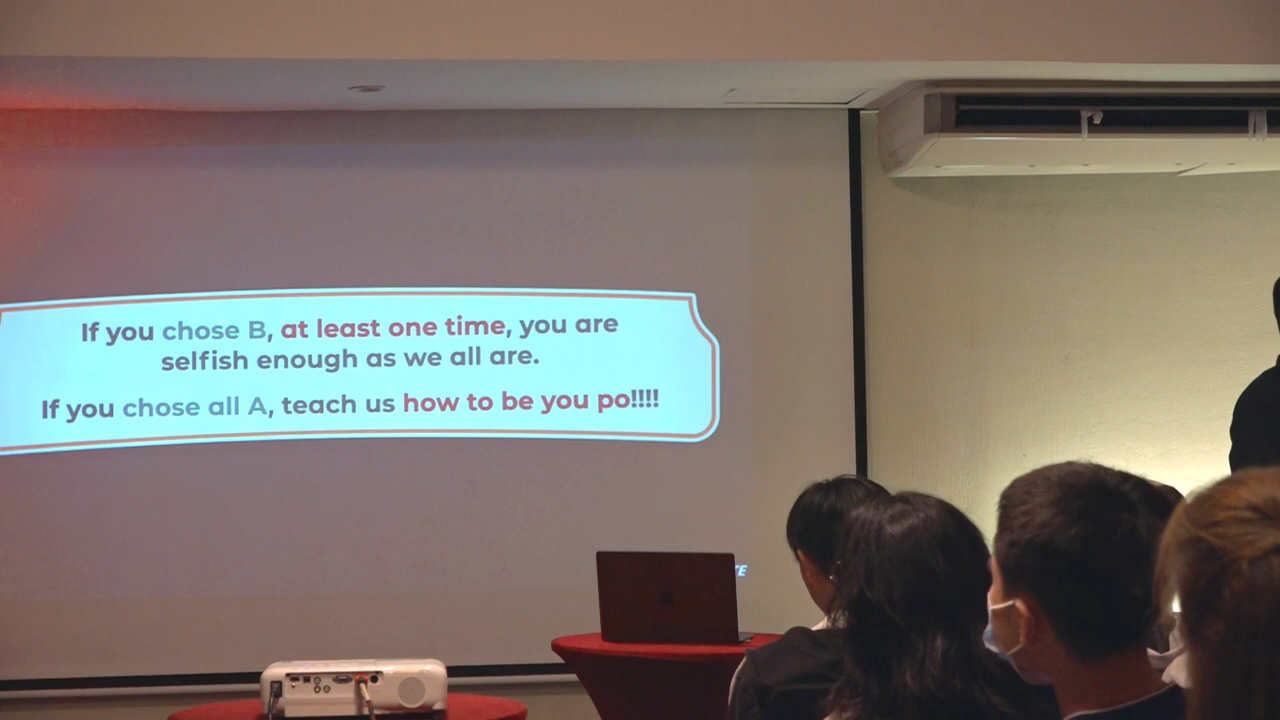 If you chose B, at least one time, you are
selfish enough as we all are.
If you chose all A, teach us how to be you po!!!!